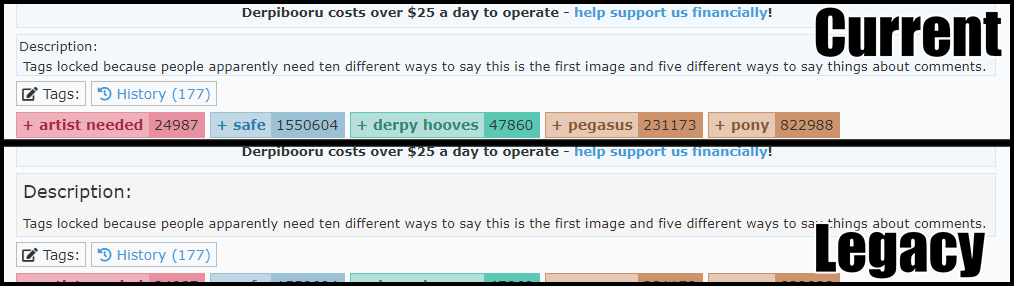 Derpibooru costs over $25 a day to operate - help support us financially!
Current
Description:
Tags locked because people apparently need ten different ways to say this is the first image and five different ways to say things about comments.
Tags: History (177)
+ artist needed 24987 + safe 1550604 + derpy hooves 47860 + pegasus 231173 + pony 822988
Derpibooru costs over $25 a day to operate - help support us financially!
Description:
Tags locked because people apparently need ten different ways to say this is the first image and five different ways to say things about comments.
Legacy
Tags: History (177)